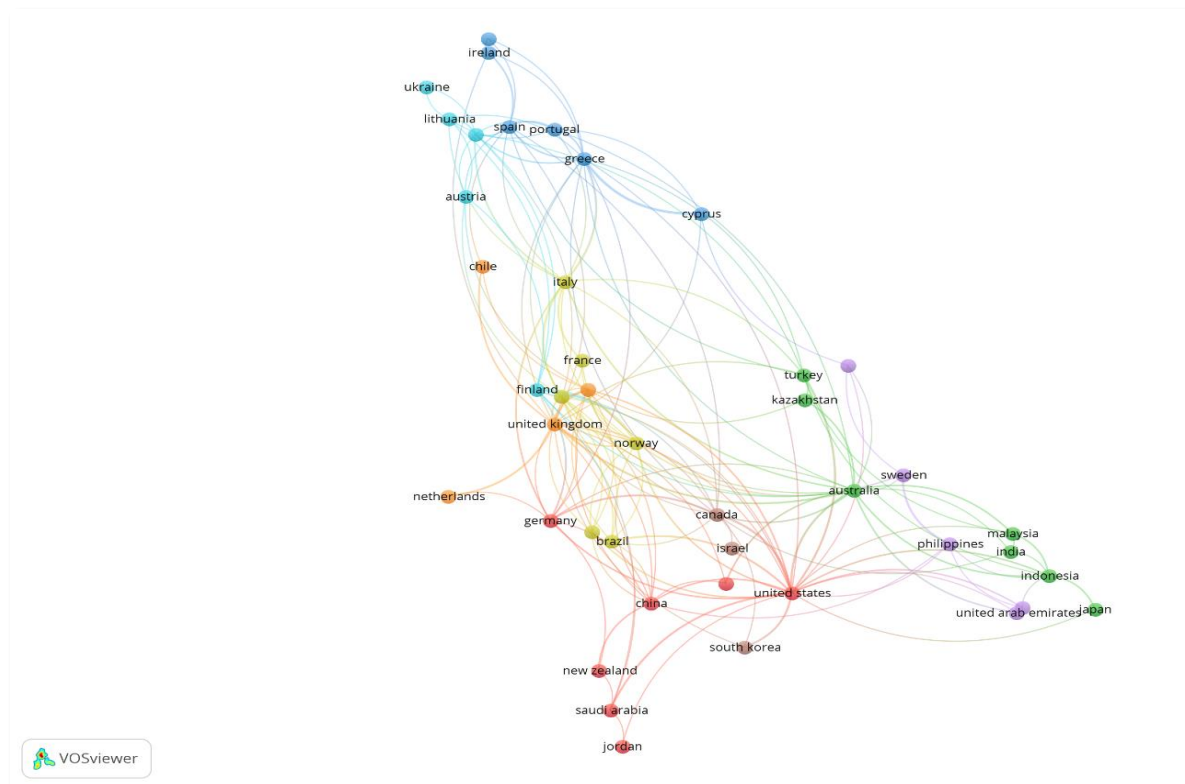 ireland
ukraine
lithuania
spain
portugal
greece
austria
cyprus
chile
italy
france
turkey
finland
kazakhstan
united kingdom
norway
sweden
netherlands
australia
canada
germany
malaysia
brazil
philippines
israel
india
indonesia
united states
china
united arab emirates
japan
south korea
new zealand
saudi arabia
jordan
VOSviewer